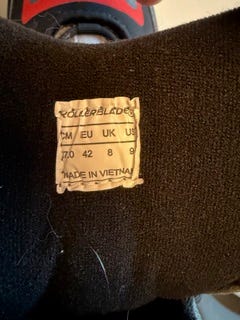 ROLLERBLADE
CM EU UK US
27.0 42 8 9
MADE IN VIETNAM